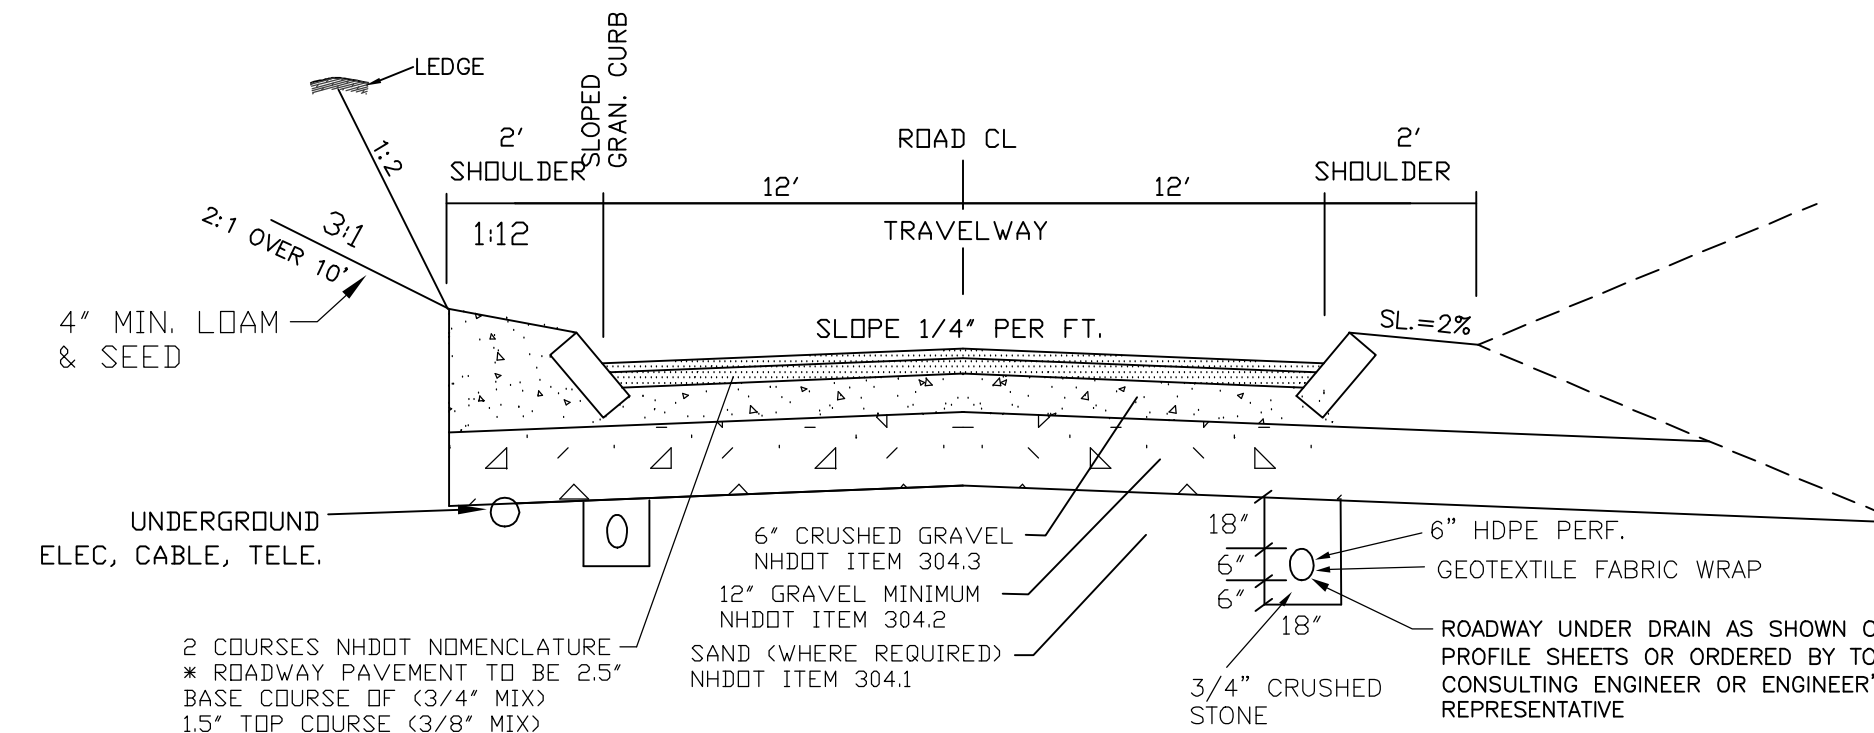 LEDGE
SLOPED
GRAN. CURB
1:2
2'
SHOULDER
ROAD CL
2'
SHOULDER
12'
12'
3:1
2:1 OVER 10'
1:12
TRAVELWAY
4" MIN. LOAM
& SEED
SLOPE 1/4" PER FT.
SL.=2%
UNDERGROUND
ELEC, CABLE, TELE.
6" CRUSHED GRAVEL
NHDOT ITEM 304.3
12" GRAVEL MINIMUM
NHDOT ITEM 304.2
SAND (WHERE REQUIRED)
NHDOT ITEM 304.1
2 COURSES NHDOT NOMENCLATURE
* ROADWAY PAVEMENT TO BE 2.5"
BASE COURSE OF (3/4" MIX)
1.5" TOP COURSE (3/8" MIX)
18"
6"
6"
18"
6" HDPE PERF.
GEOTEXTILE FABRIC WRAP
3/4" CRUSHED
STONE
ROADWAY UNDER DRAIN AS SHOWN
PROFILE SHEETS OR ORDERED BY
CONSULTING ENGINEER OR ENGINEER"
REPRESENTATIVE